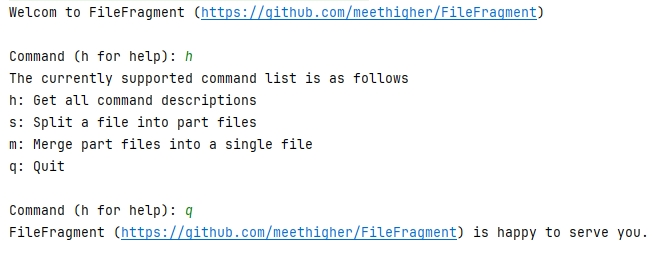 Welcom to FileFragment (https://github.com/meethigher/FileFragment)
Command (h for help): h
The currently supported command list is as follows
h: Get all command descriptions
s: Split a file into part files
m: Merge part files into a single file
q: Quit
Command (h for help): q
FileFragment (https://github.com/meethigher/FileFragment) is happy to serve you.